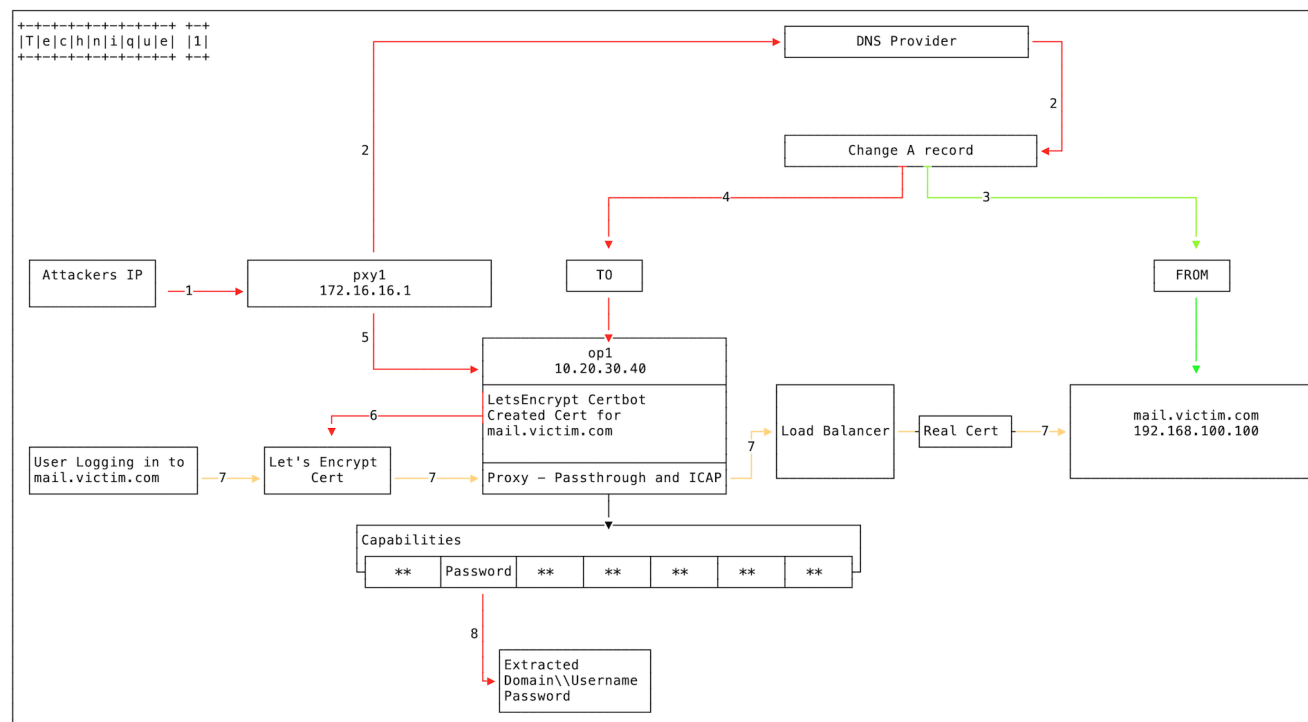 +-+-+-+-+-+-+-+-+-+ +-+
|T|e|c|h|n|i|q|u|e| |1|
+-+-+-+-+-+-+-+-+-+ +-+
DNS Provider
2
2
Change A record
4
3
Attackers IP
1
pxy1
172.16.16.1
TO
FROM
5
op1
10.20.30.40
LetsEncrypt Certbot
Created Cert for
mail.victim.com
6
User Logging in to
mail.victim.com
7
Let's Encrypt
Cert
7
Proxy – Passthrough and ICAP
7
Load Balancer
Real Cert
7
mail.victim.com
192.168.100.100
Capabilities
** Password ** ** ** ** **
8
Extracted
Domain\\Username
Password